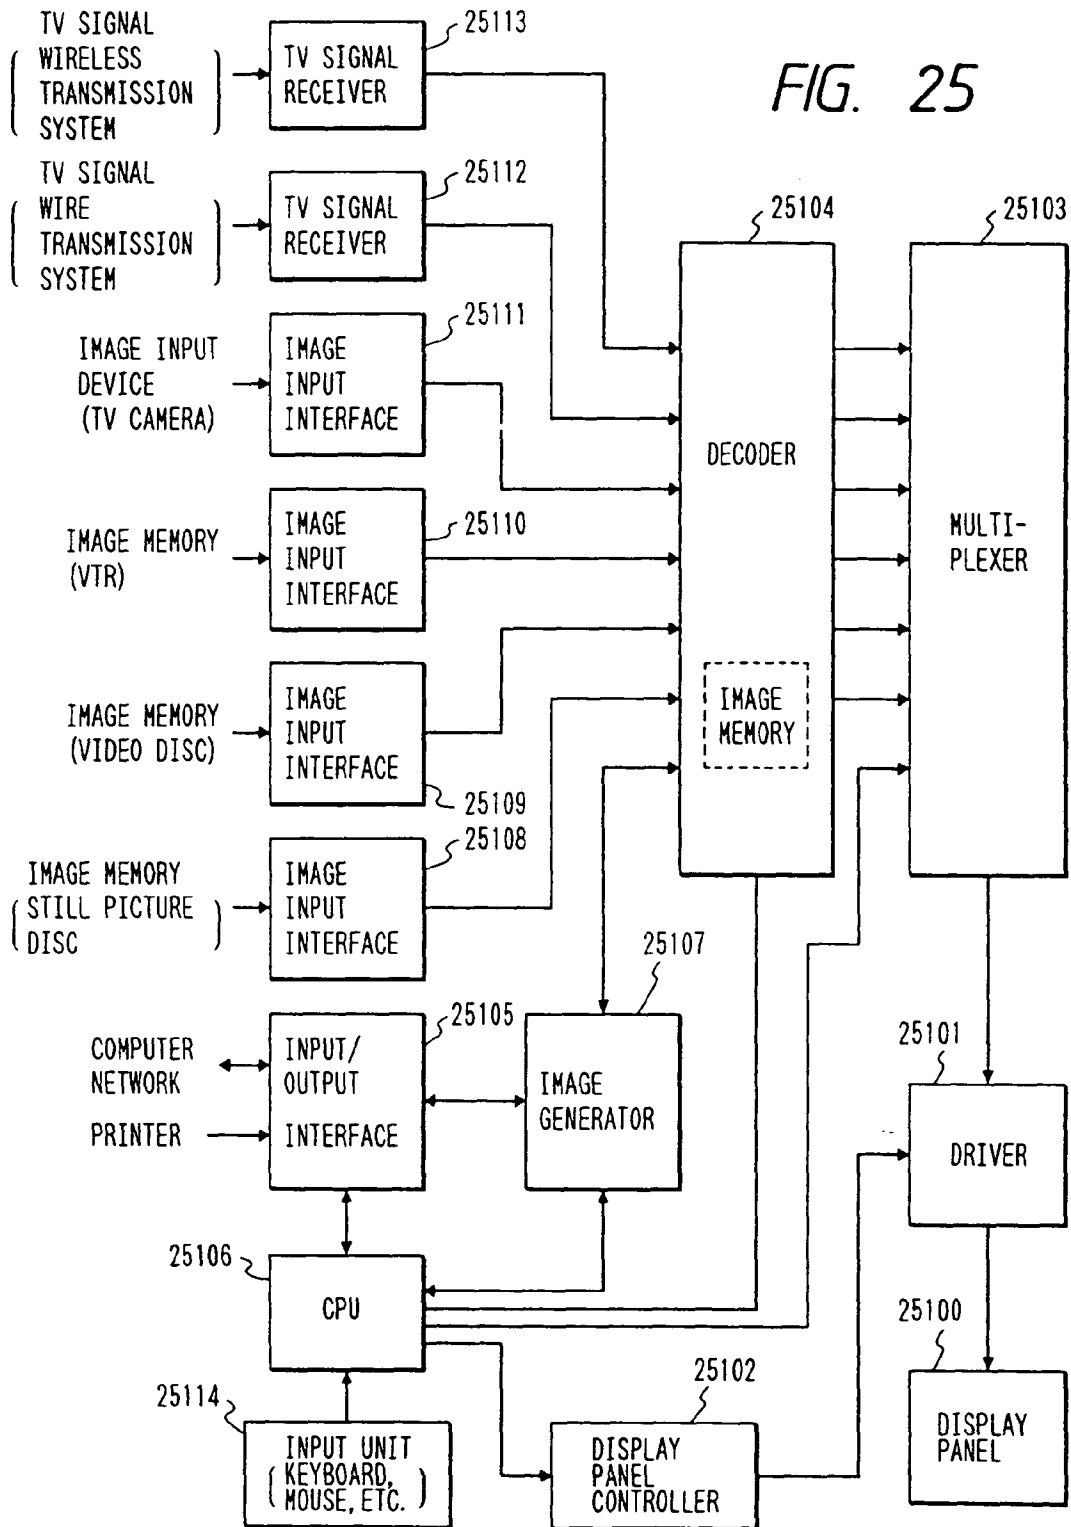 FIG. 25
TV SIGNAL
WIRELESS
TRANSMISSION
SYSTEM
TV SIGNAL
RECEIVER
25113
TV SIGNAL
WIRE
TRANSMISSION
SYSTEM
TV SIGNAL
RECEIVER
25112
IMAGE INPUT
DEVICE
(TV CAMERA)
IMAGE
INPUT
INTERFACE
25111
IMAGE MEMORY
(VTR)
IMAGE
INPUT
INTERFACE
25110
IMAGE MEMORY
(VIDEO DISC)
IMAGE
INPUT
INTERFACE
25109
IMAGE MEMORY
STILL PICTURE
DISC
IMAGE
INPUT
INTERFACE
25108
25104
DECODER
IMAGE
MEMORY
25103
MULTI-
PLEXER
COMPUTER
NETWORK
PRINTER
INPUT/
OUTPUT
INTERFACE
25105
25107
IMAGE
GENERATOR
25101
DRIVER
25106
CPU
25100
DISPLAY
PANEL
25114
INPUT UNIT
(KEYBOARD,
MOUSE, ETC.)
25102
DISPLAY
PANEL
CONTROLLER